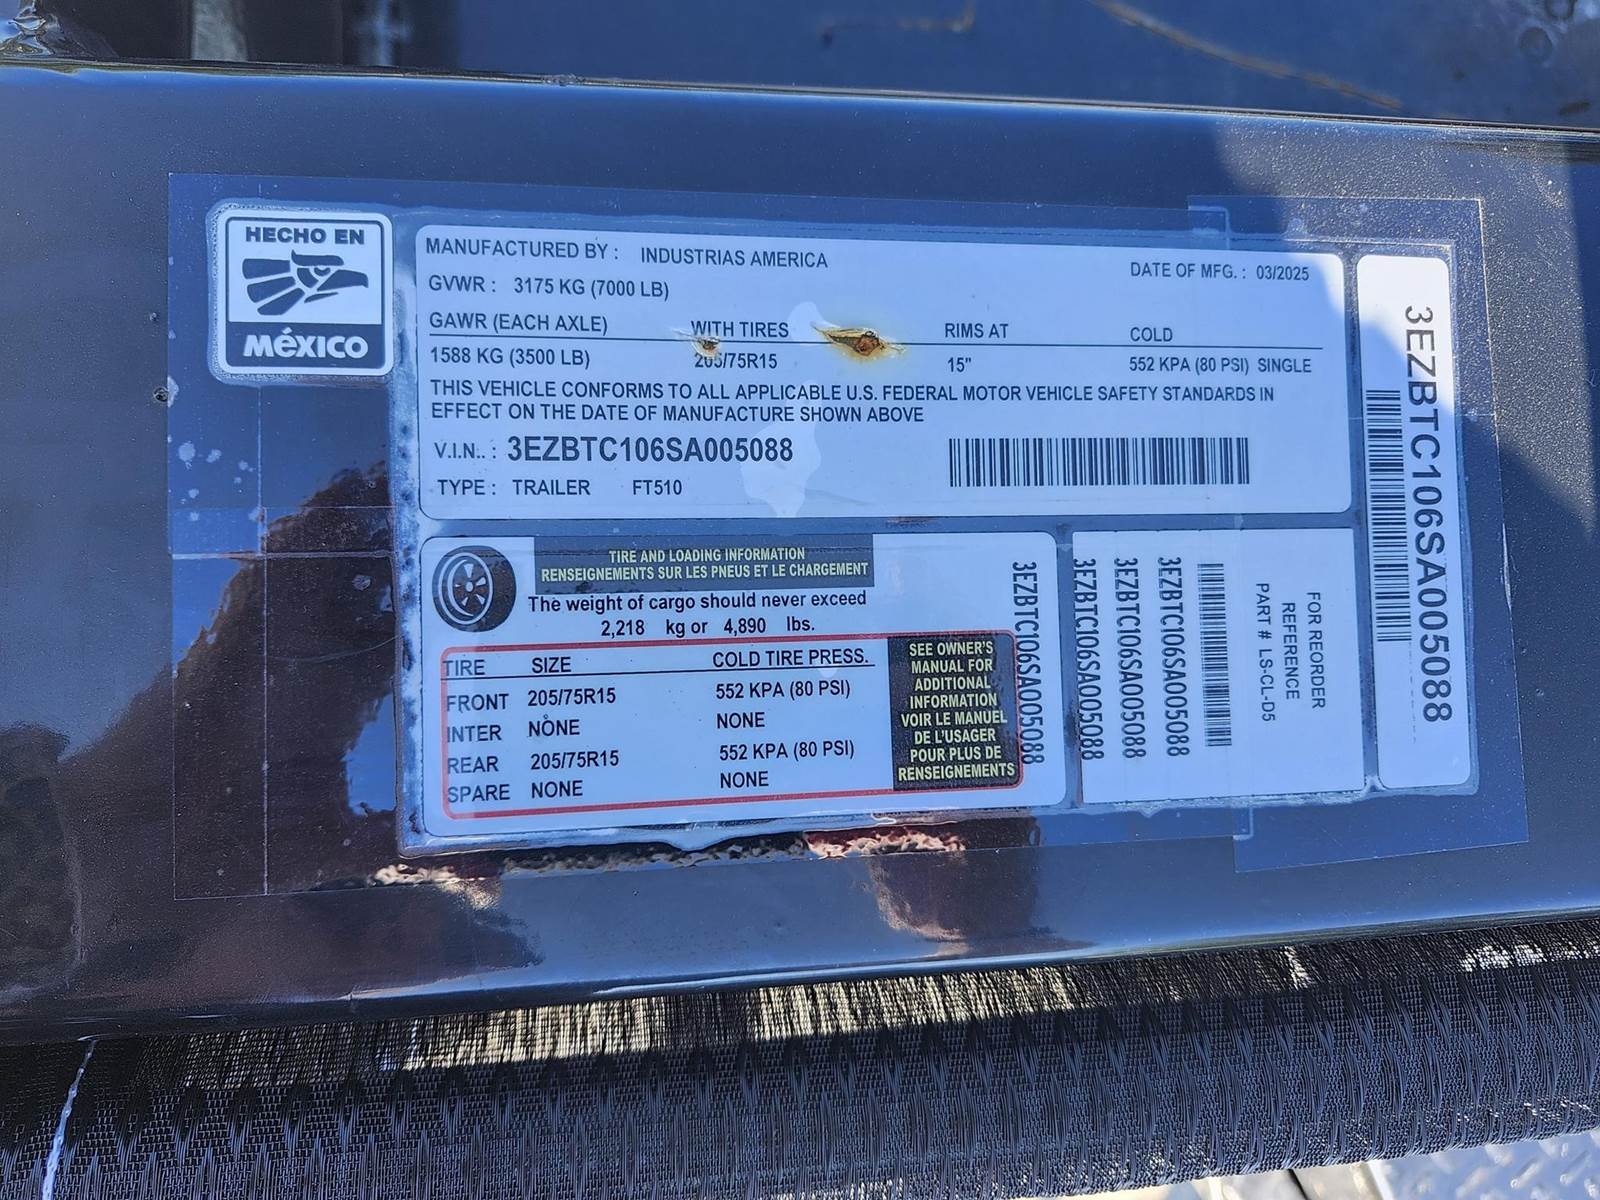 HECHO EN
MéXICO
MANUFACTURED BY : INDUSTRIAS AMERICA
DATE OF MFG. : 03/2025
GVWR : 3175 KG (7000 LB)
GAWR (EACH AXLE) WITH TIRES RIMS AT COLD
1588 KG (3500 LB) 205/75R15 15" 552 KPA (80 PSI) SINGLE
THIS VEHICLE CONFORMS TO ALL APPLICABLE U.S. FEDERAL MOTOR VEHICLE SAFETY STANDARDS IN
EFFECT ON THE DATE OF MANUFACTURE SHOWN ABOVE
V.I.N.. : 3EZBTC106SA005088
TYPE : TRAILER FT510
3EZBTC106SA005088
TIRE AND LOADING INFORMATION
RENSEIGNEMENTS SUR LES PNEUS ET LE CHARGEMENT
The weight of cargo should never exceed
2,218 kg or 4,890 lbs.
TIRE SIZE COLD TIRE PRESS.
FRONT 205/75R15 552 KPA (80 PSI)
INTER NONE NONE
REAR 205/75R15 552 KPA (80 PSI)
SPARE NONE NONE
SEE OWNER'S
MANUAL FOR
ADDITIONAL
INFORMATION
VOIR LE MANUEL
DE L'USAGER
POUR PLUS DE
RENSEIGNEMENTS
3EZBTC106SA005088
3EZBTC106SA005088
3EZBTC106SA005088
3EZBTC106SA005088
FOR REORDER
REFERENCE
PART # LS-CL-D5